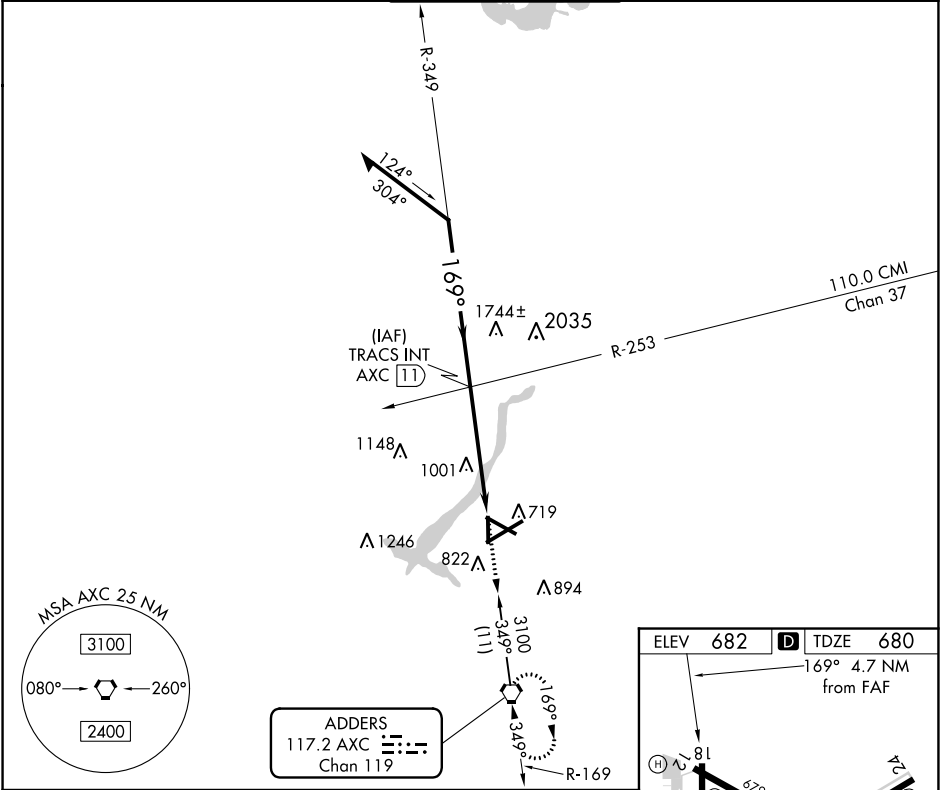 R-349
124°
304°
169°
1744±
2035
110.0 CMI
Chan 37
R-253
(IAF)
TRACS INT
AXC 11
1148
1001
719
1246
822
894
3100
349°
(11)
169°
349°
R-169
MSA AXC 25 NM
3100
080°
260°
2400
ADDERS
117.2 AXC
Chan 119
ELEV 682 D TDZE 680
169° 4.7 NM
from FAF
H
12
18
24